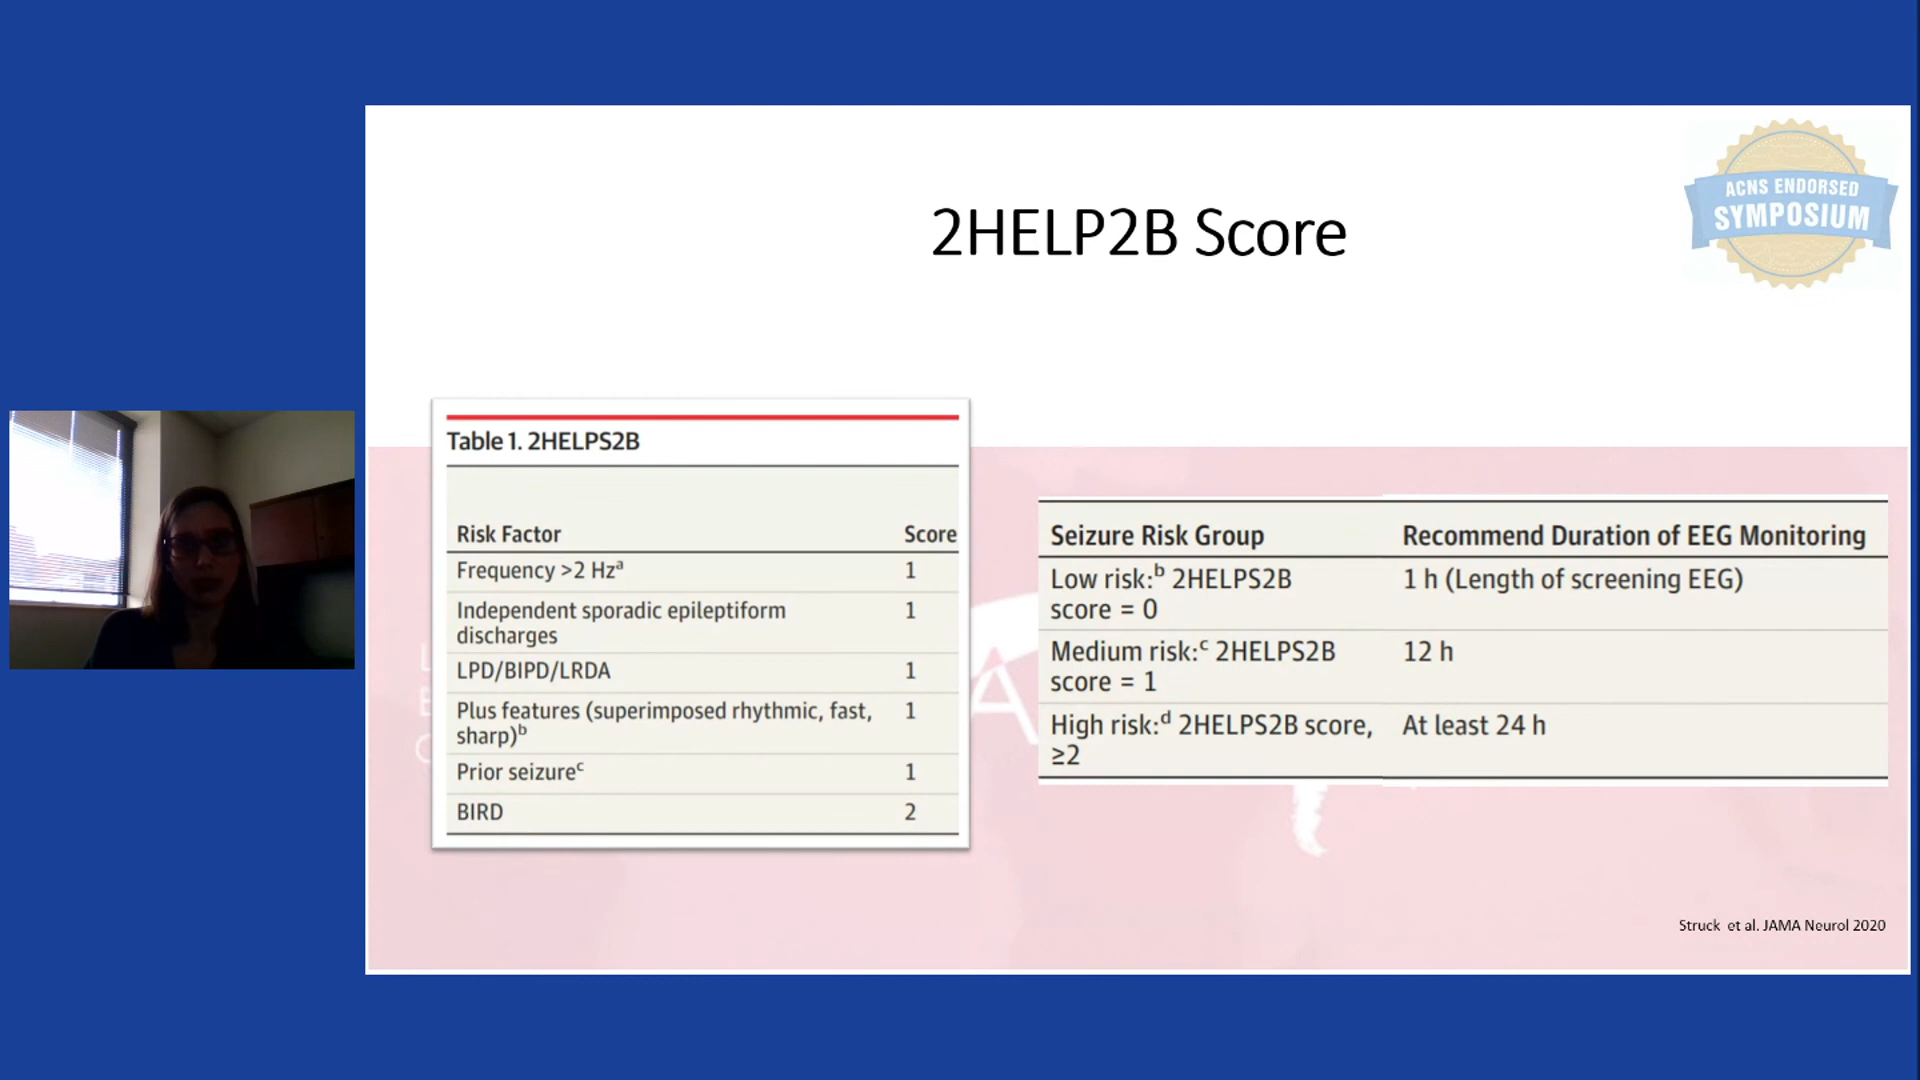 ACNS ENDORSED
SYMPOSIUM
2HELP2B Score
Table 1. 2HELPS2B
Risk Factor Score
Frequency >2 Hzᵃ 1
Independent sporadic epileptiform 1
discharges
LPD/BIPD/LRDA 1
Plus features (superimposed rhythmic, fast, 1
sharp)ᵇ
Prior seizureᶜ 1
BIRD 2
Seizure Risk Group Recommend Duration of EEG Monitoring
Low risk:ᵇ 2HELPS2B 1 h (Length of screening EEG)
score = 0
Medium risk:ᶜ 2HELPS2B 12 h
score = 1
High risk:ᵈ 2HELPS2B score, At least 24 h
≥2
Struck et al. JAMA Neurol 2020